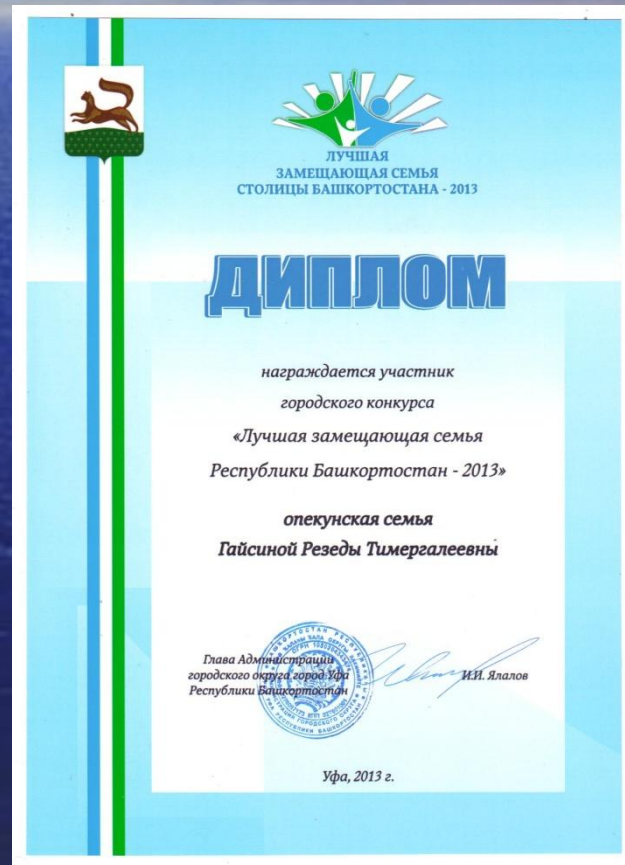 ЛУЧШАЯ
ЗАМЕЩАЮЩАЯ СЕМЬЯ
СТОЛИЦЫ БАШКОРТОСТАНА - 2013
ДИПЛОМ
награждается участник
городского конкурса
«Лучшая замещающая семья
Республики Башкортостан - 2013»
опекунская семья
Гайсиной Резеды Тимергалеевны
Глава Администрации
городского округа город Уфа
Республики Башкортостан
И.И. Ялалов
Уфа, 2013 г.